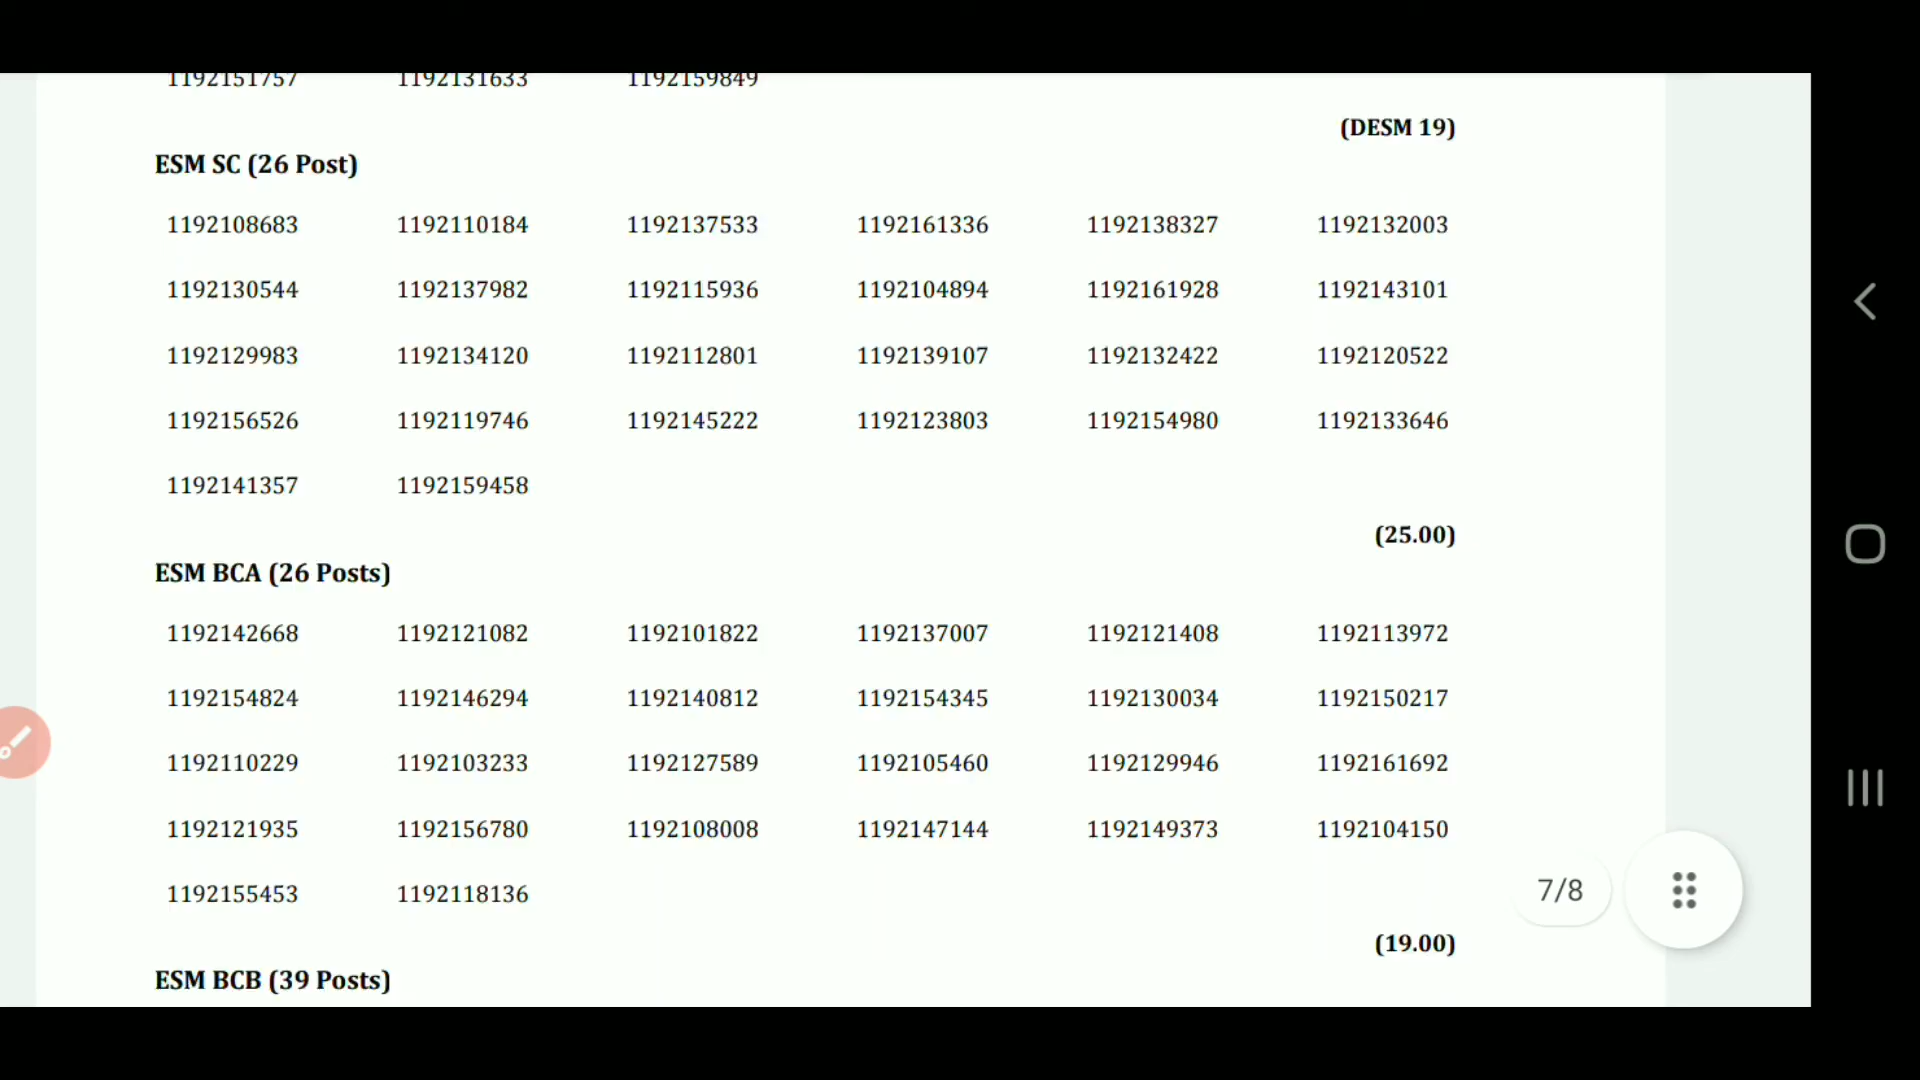 1192151757 1192131633 1192159849
(DESM 19)
ESM SC (26 Post)
1192108683 1192110184 1192137533 1192161336 1192138327 1192132003
1192130544 1192137982 1192115936 1192104894 1192161928 1192143101
1192129983 1192134120 1192112801 1192139107 1192132422 1192120522
1192156526 1192119746 1192145222 1192123803 1192154980 1192133646
1192141357 1192159458
(25.00)
ESM BCA (26 Posts)
1192142668 1192121082 1192101822 1192137007 1192121408 1192113972
1192154824 1192146294 1192140812 1192154345 1192130034 1192150217
1192110229 1192103233 1192127589 1192105460 1192129946 1192161692
1192121935 1192156780 1192108008 1192147144 1192149373 1192104150
1192155453 1192118136
7/8
(19.00)
ESM BCB (39 Posts)